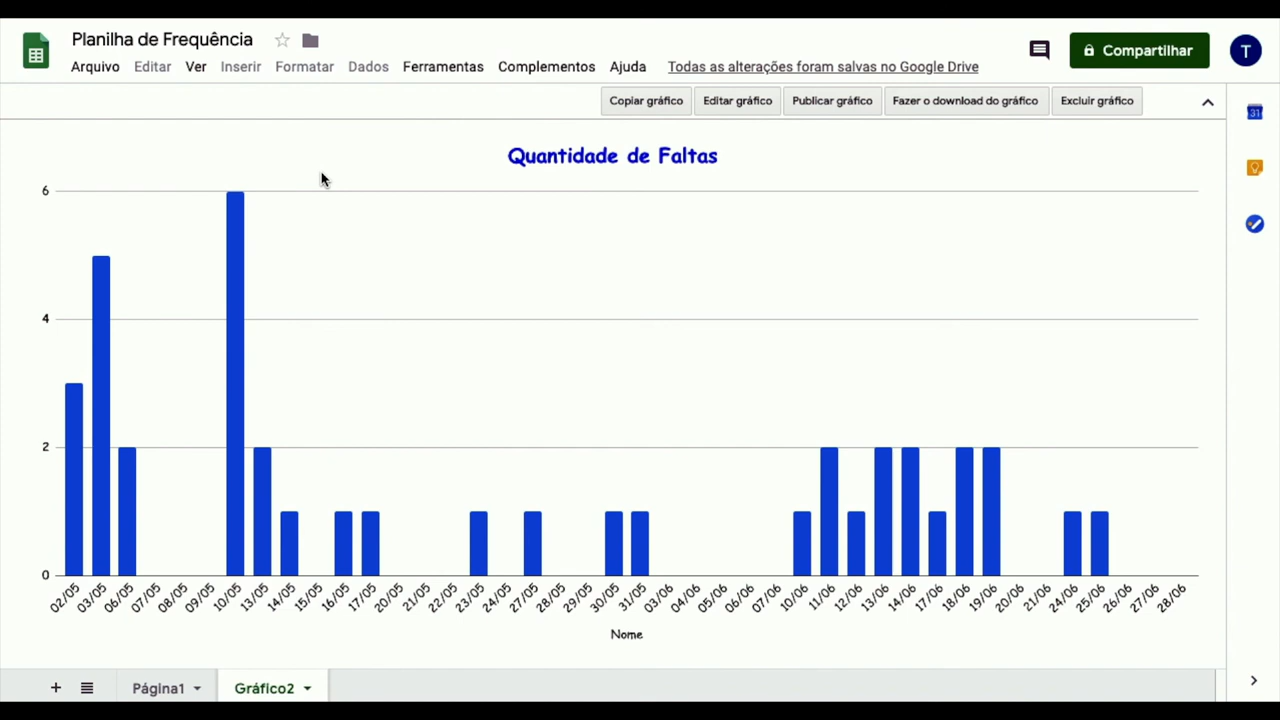 Planilha de Frequência
Arquivo Editar Ver Inserir Formatar Dados Ferramentas Complementos Ajuda Todas as alterações foram salvas no Google Drive
Compartilhar
T
Copiar gráfico Editar gráfico Publicar gráfico Fazer o download do gráfico Excluir gráfico
31
Quantidade de Faltas
6
4
2
0
02/05 03/05 06/05 07/05 08/05 09/05 10/05 13/05 14/05 15/05 16/05 17/05 20/05 21/05 22/05 23/05 24/05 27/05 28/05 29/05 30/05 31/05 03/06 04/06 05/06 06/06 07/06 10/06 11/06 12/06 13/06 14/06 17/06 18/06 19/06 20/06 21/06 24/06 25/06 26/06 27/06 28/06
Nome
Página1 Gráfico2